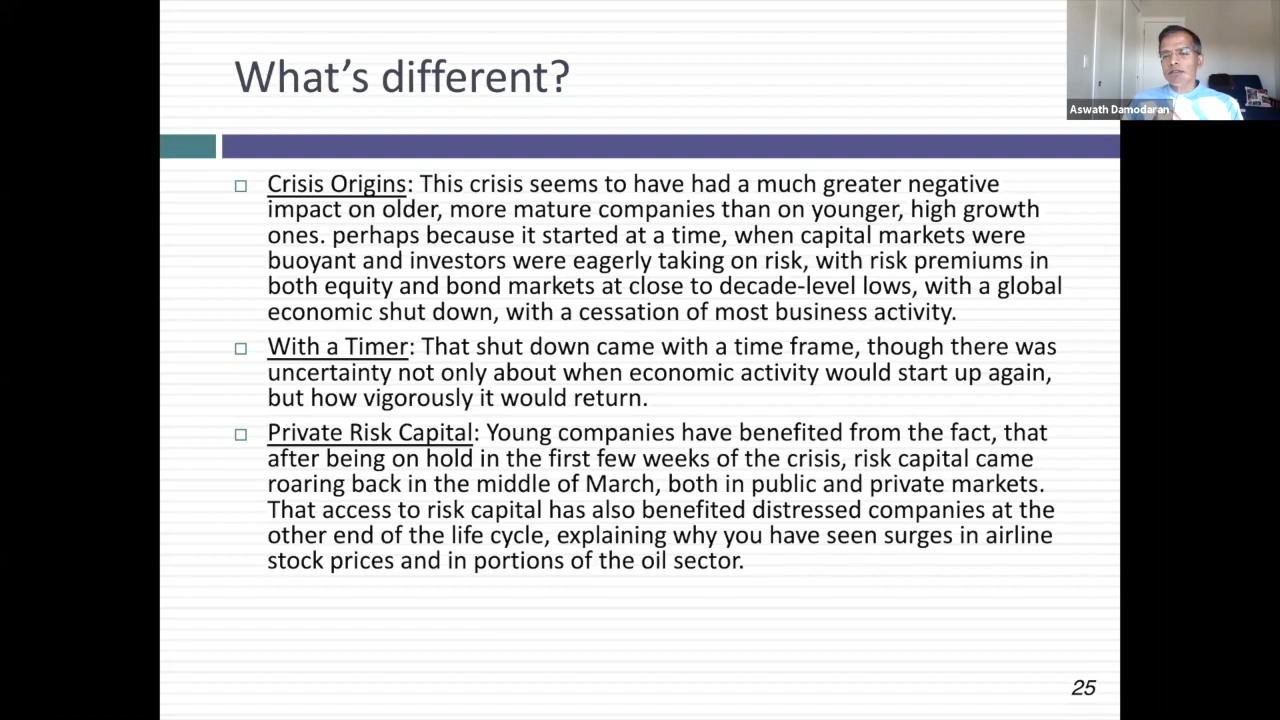 What's different?
Aswath Damodaran
□ Crisis Origins: This crisis seems to have had a much greater negative
impact on older, more mature companies than on younger, high growth
ones. perhaps because it started at a time, when capital markets were
buoyant and investors were eagerly taking on risk, with risk premiums in
both equity and bond markets at close to decade-level lows, with a global
economic shut down, with a cessation of most business activity.
□ With a Timer: That shut down came with a time frame, though there was
uncertainty not only about when economic activity would start up again,
but how vigorously it would return.
□ Private Risk Capital: Young companies have benefited from the fact, that
after being on hold in the first few weeks of the crisis, risk capital came
roaring back in the middle of March, both in public and private markets.
That access to risk capital has also benefited distressed companies at the
other end of the life cycle, explaining why you have seen surges in airline
stock prices and in portions of the oil sector.
25